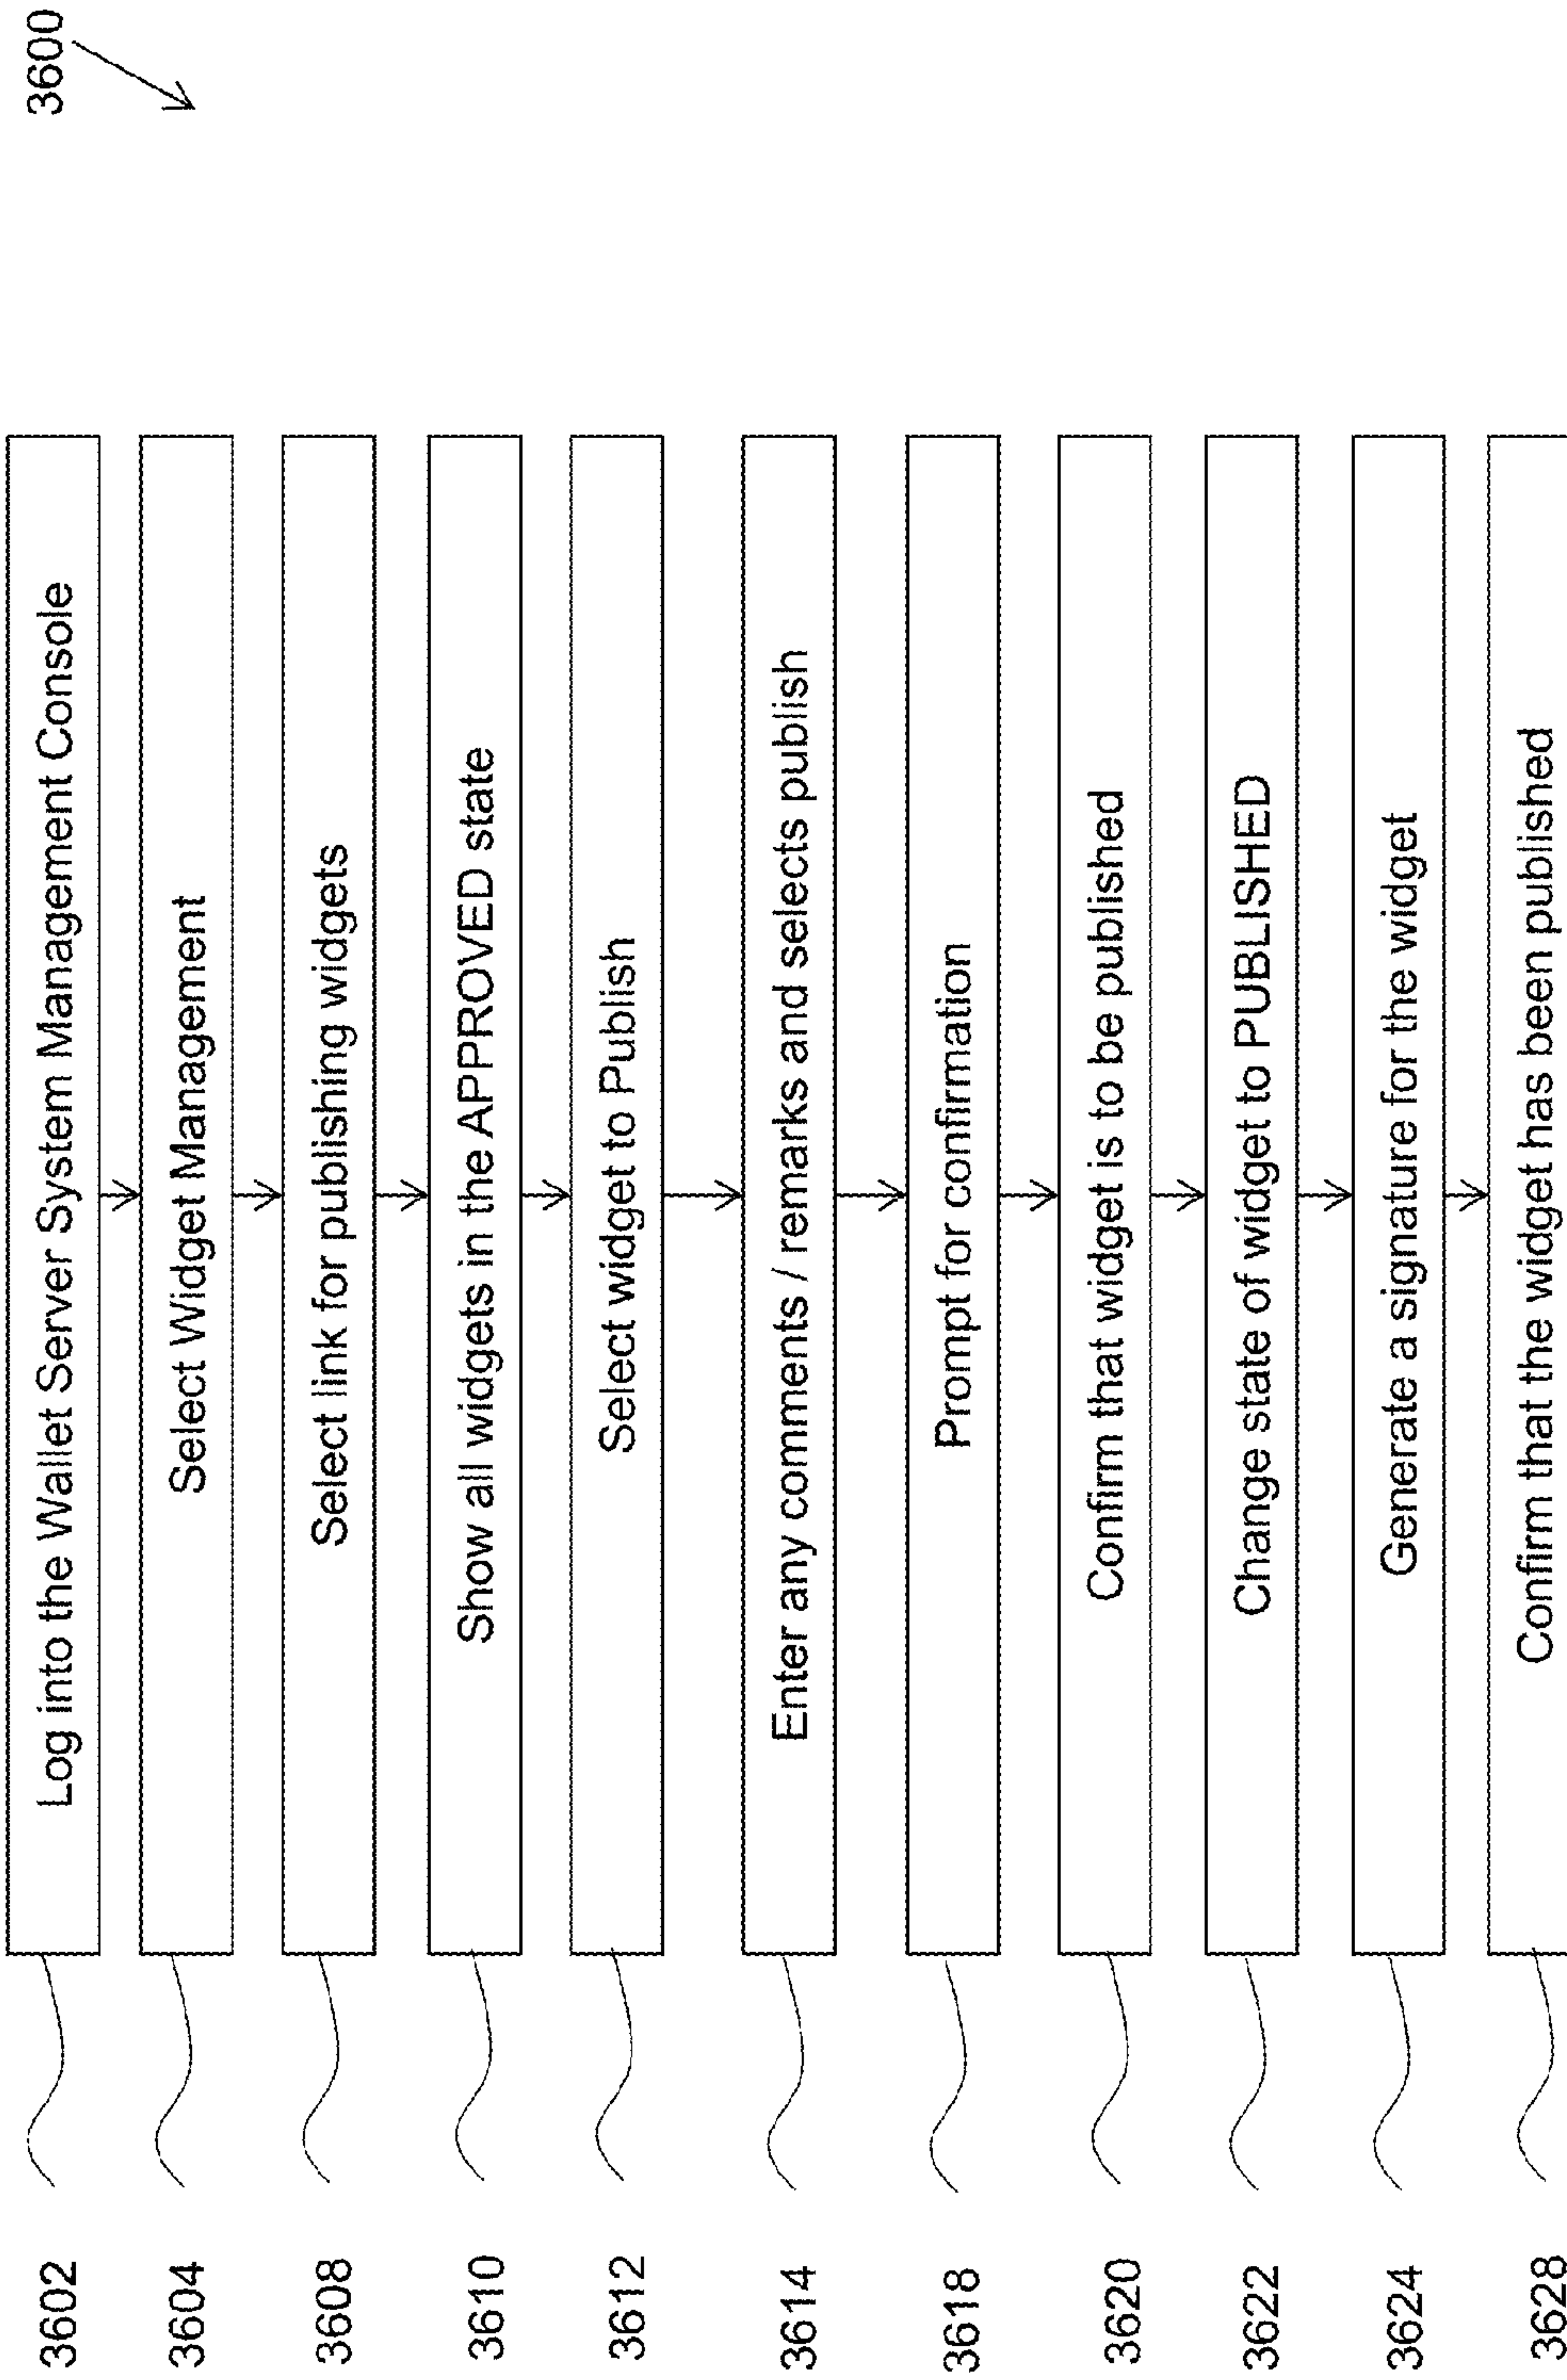 3600
3602
Log into the Wallet Server System Management Console
3604
Select Widget Management
3608
Select link for publishing widgets
3610
Show all widgets in the APPROVED state
3612
Select widget to Publish
3614
Enter any comments / remarks and selects publish
3618
Prompt for confirmation
3620
Confirm that widget is to be published
3622
Change state of widget to PUBLISHED
3624
Generate a signature for the widget
3628
Confirm that the widget has been published